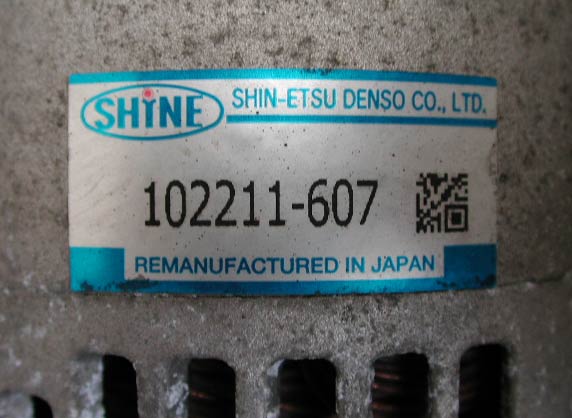 SHiNE
SHIN-ETSU DENSO CO., LTD.
102211-607
REMANUFACTURED IN JAPAN